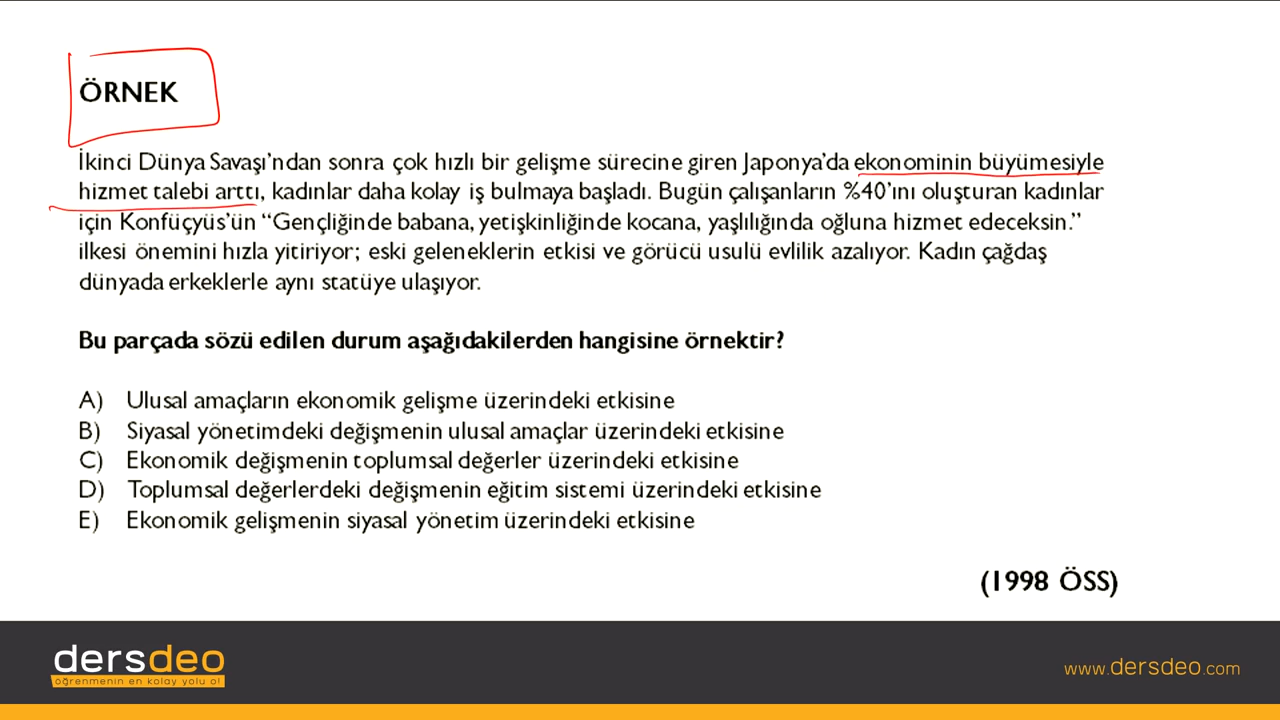 ÖRNEK
İkinci Dünya Savaşı’ndan sonra çok hızlı bir gelişme sürecine giren Japonya’da ekonominin büyümesiyle
hizmet talebi arttı, kadınlar daha kolay iş bulmaya başladı. Bugün çalışanların %40’ını oluşturan kadınlar
için Konfüçyüs’ün “Gençliğinde babana, yetişkinliğinde kocana, yaşlılığında oğluna hizmet edeceksin.”
ilkesi önemini hızla yitiriyor; eski geleneklerin etkisi ve görücü usulü evlilik azalıyor. Kadın çağdaş
dünyada erkeklerle aynı statüye ulaşıyor.
Bu parçada sözü edilen durum aşağıdakilerden hangisine örnektir?
A) Ulusal amaçların ekonomik gelişme üzerindeki etkisine
B) Siyasal yönetimdeki değişmenin ulusal amaçlar üzerindeki etkisine
C) Ekonomik değişmenin toplumsal değerler üzerindeki etkisine
D) Toplumsal değerlerdeki değişmenin eğitim sistemi üzerindeki etkisine
E) Ekonomik gelişmenin siyasal yönetim üzerindeki etkisine
(1998 ÖSS)
dersdeo
öğrenmenin en kolay yolu o!
www.dersdeo.com